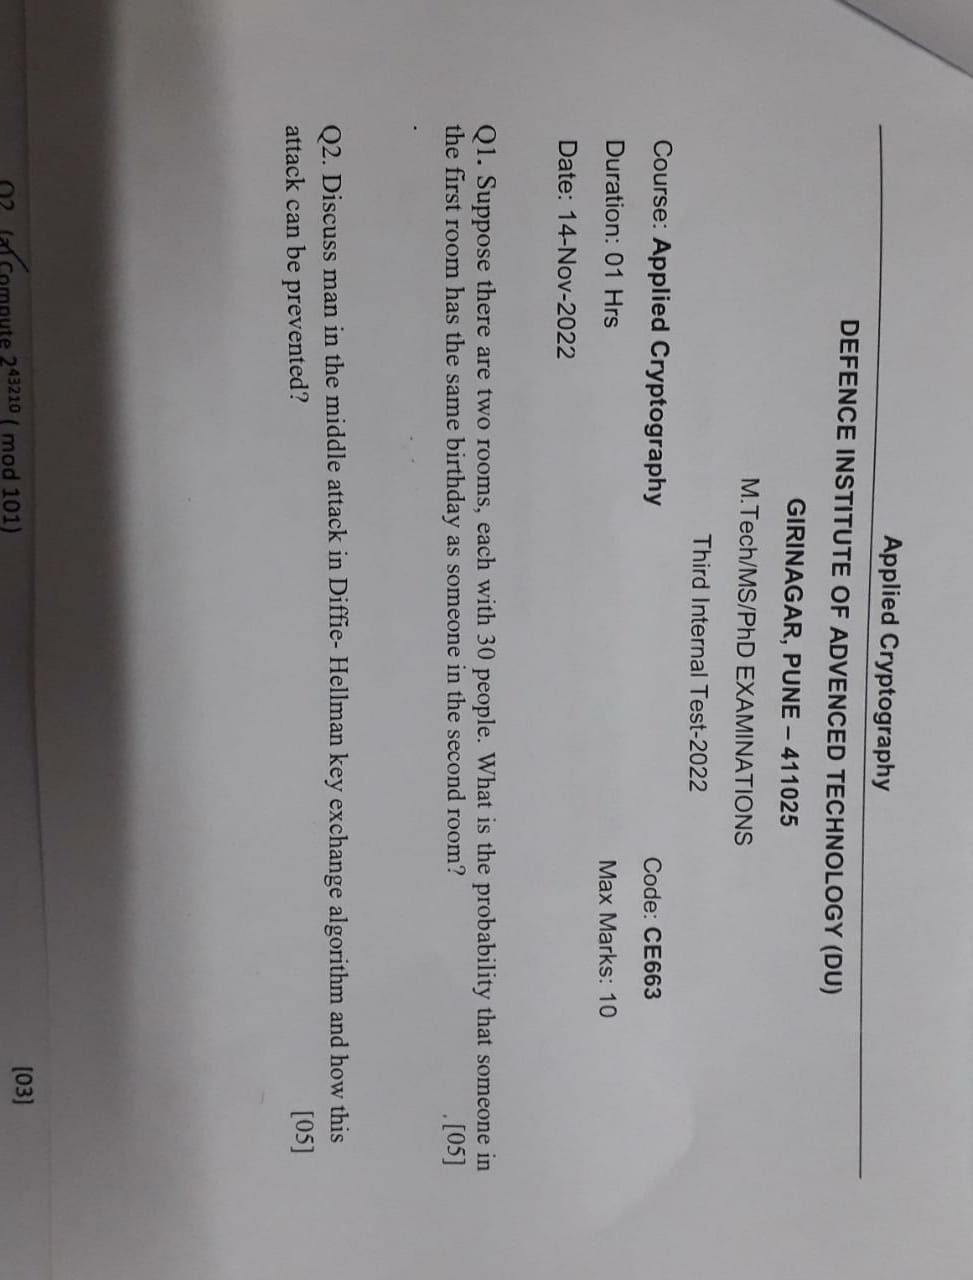 Applied Cryptography
DEFENCE INSTITUTE OF ADVENCED TECHNOLOGY (DU)
GIRINAGAR, PUNE – 411025
M.Tech/MS/PhD EXAMINATIONS
Third Internal Test-2022
Course: Applied Cryptography Code: CE663
Duration: 01 Hrs Max Marks: 10
Date: 14-Nov-2022
Q1. Suppose there are two rooms, each with 30 people. What is the probability that someone in
the first room has the same birthday as someone in the second room? [05]
Q2. Discuss man in the middle attack in Diffie- Hellman key exchange algorithm and how this
attack can be prevented? [05]
Q2. (a) Compute 2^43210 ( mod 101) [03]